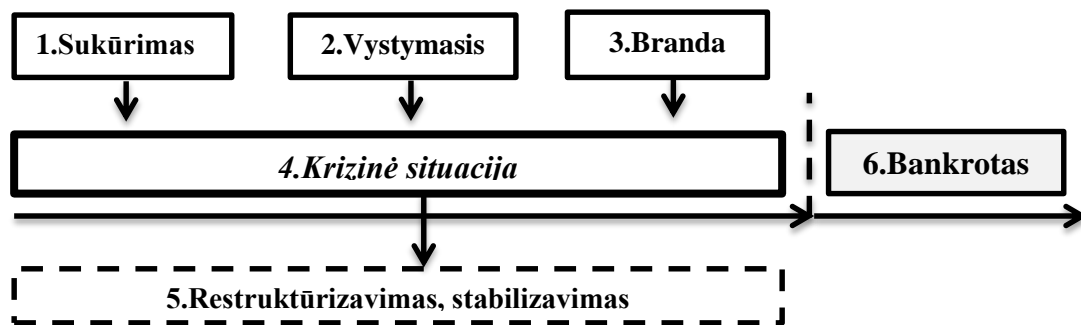 1.Sukūrimas
2.Vystymasis
3.Branda
4.Krizinė situacija
6.Bankrotas
5.Restruktūrizavimas, stabilizavimas